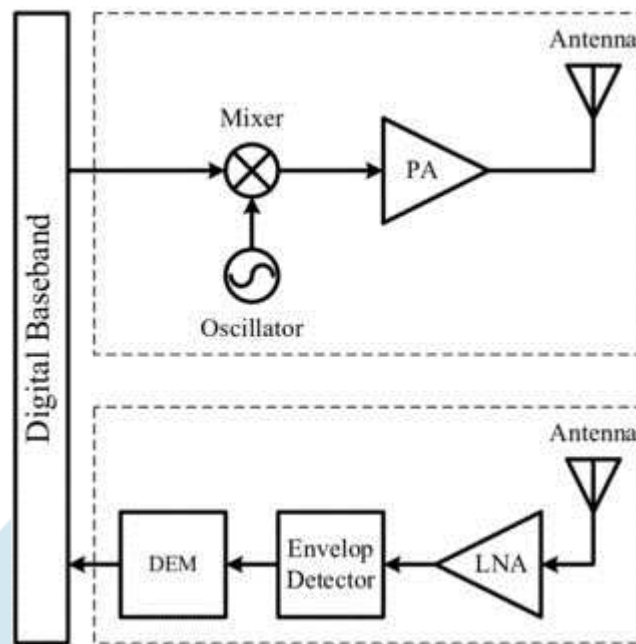 Antenna
Mixer
PA
Oscillator
Digital Baseband
Antenna
DEM
Envelop
Detector
LNA